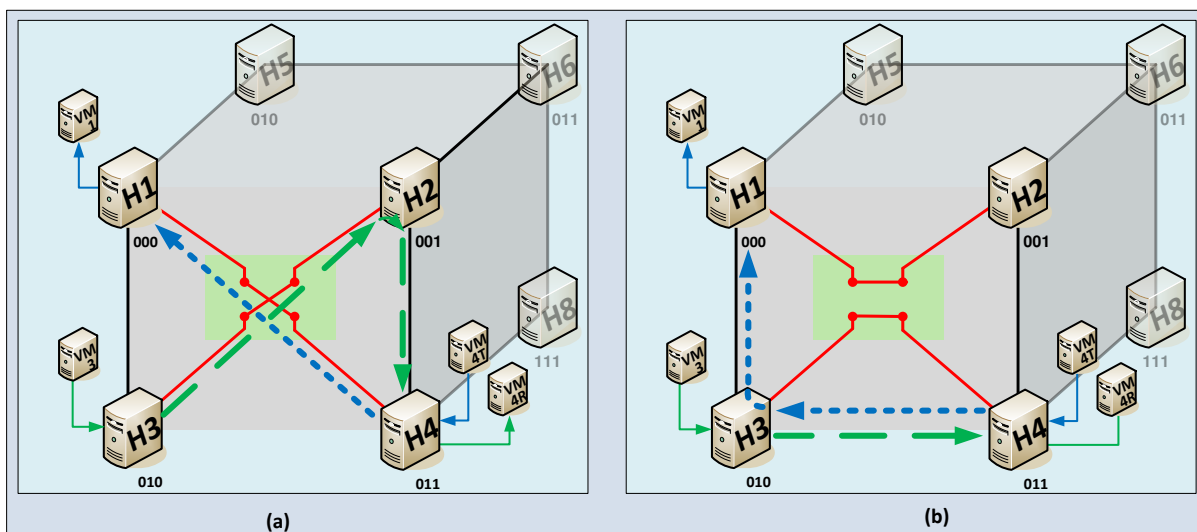 H5
H6
010
011
VM 1
H1
H2
000
001
H8
VM 3
VM 4T
111
VM 4R
H3
H4
010
011
(a)
H5
H6
010
011
VM 1
H1
H2
000
001
H8
VM 3
VM 4T
111
VM 4R
H3
H4
010
011
(b)